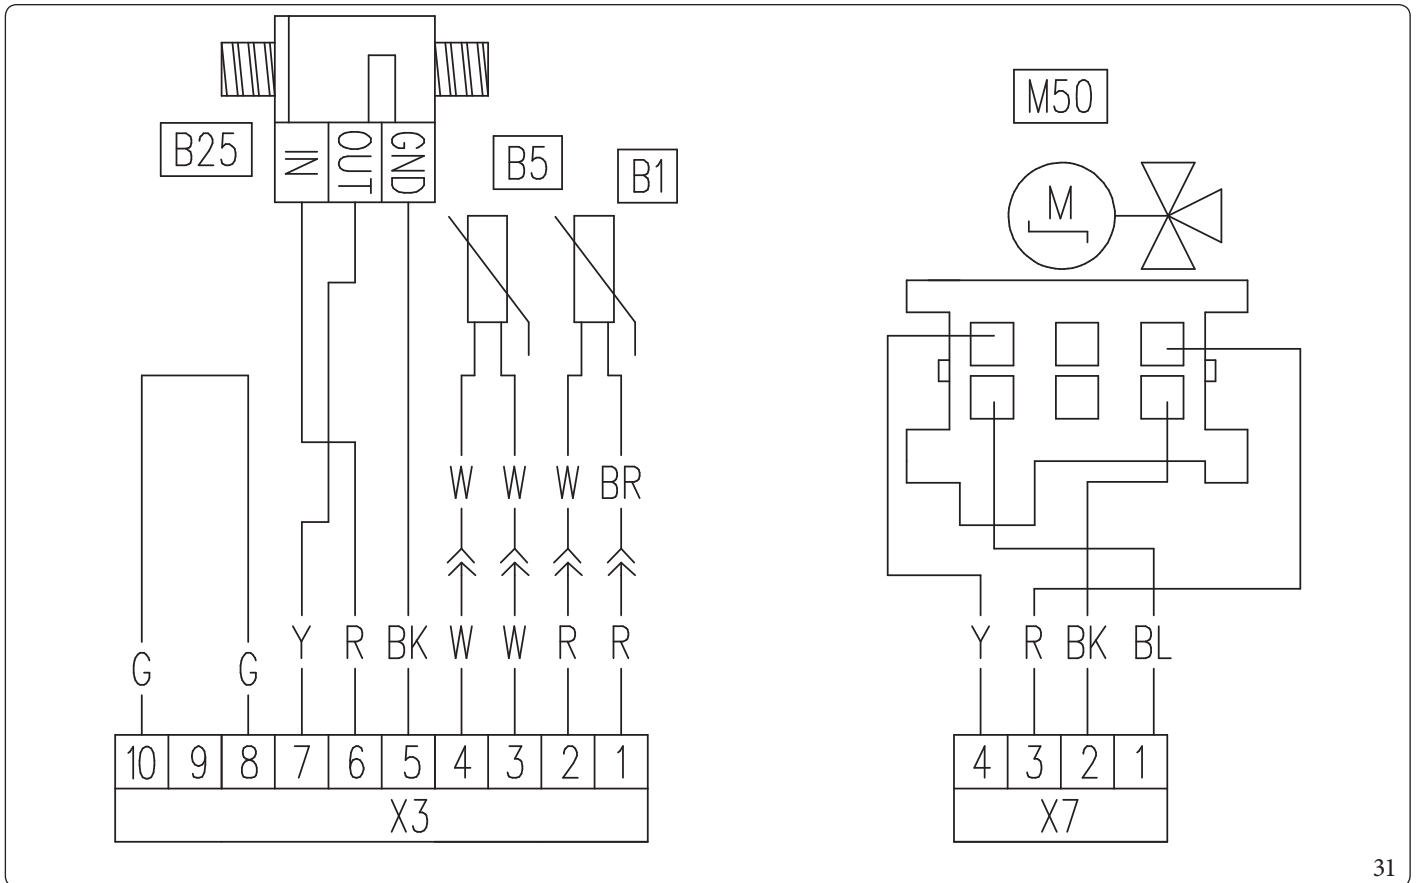 B25
IN OUT GND
B5
B1
M50
M
W W W BR
Y R BK W W R R
G G
10 9 8 7 6 5 4 3 2 1
X3
Y R BK BL
4 3 2 1
X7
31